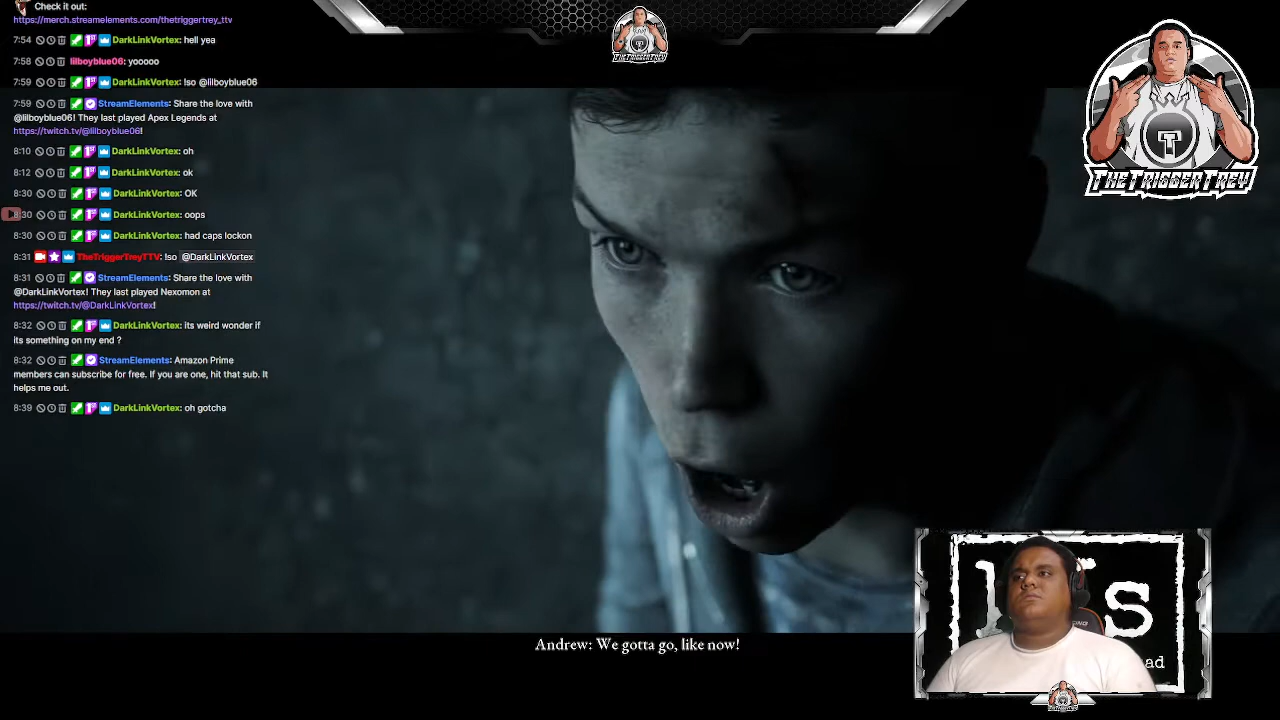 Check it out:
https://merch.streamelements.com/thetriggertrey_ttv
7:54 DarkLinkVortex: hell yea
7:58 lilboyblue06: yooooo
7:59 DarkLinkVortex: !so @lilboyblue06
7:59 StreamElements: Share the love with
@lilboyblue06! They last played Apex Legends at
https://twitch.tv/@lilboyblue06!
8:10 DarkLinkVortex: oh
8:12 DarkLinkVortex: ok
8:30 DarkLinkVortex: OK
8:30 DarkLinkVortex: oops
8:30 DarkLinkVortex: had caps lockon
8:31 TheTriggerTreyTTV: !so @DarkLinkVortex
8:31 StreamElements: Share the love with
@DarkLinkVortex! They last played Nexomon at
https://twitch.tv/@DarkLinkVortex!
8:32 DarkLinkVortex: its weird wonder if
its something on my end ?
8:32 StreamElements: Amazon Prime
members can subscribe for free. If you are one, hit that sub. It
helps me out.
8:39 DarkLinkVortex: oh gotcha
THETRIGGERTREY
T
THETRIGGERTREY
s
ad
Andrew: We gotta go, like now!